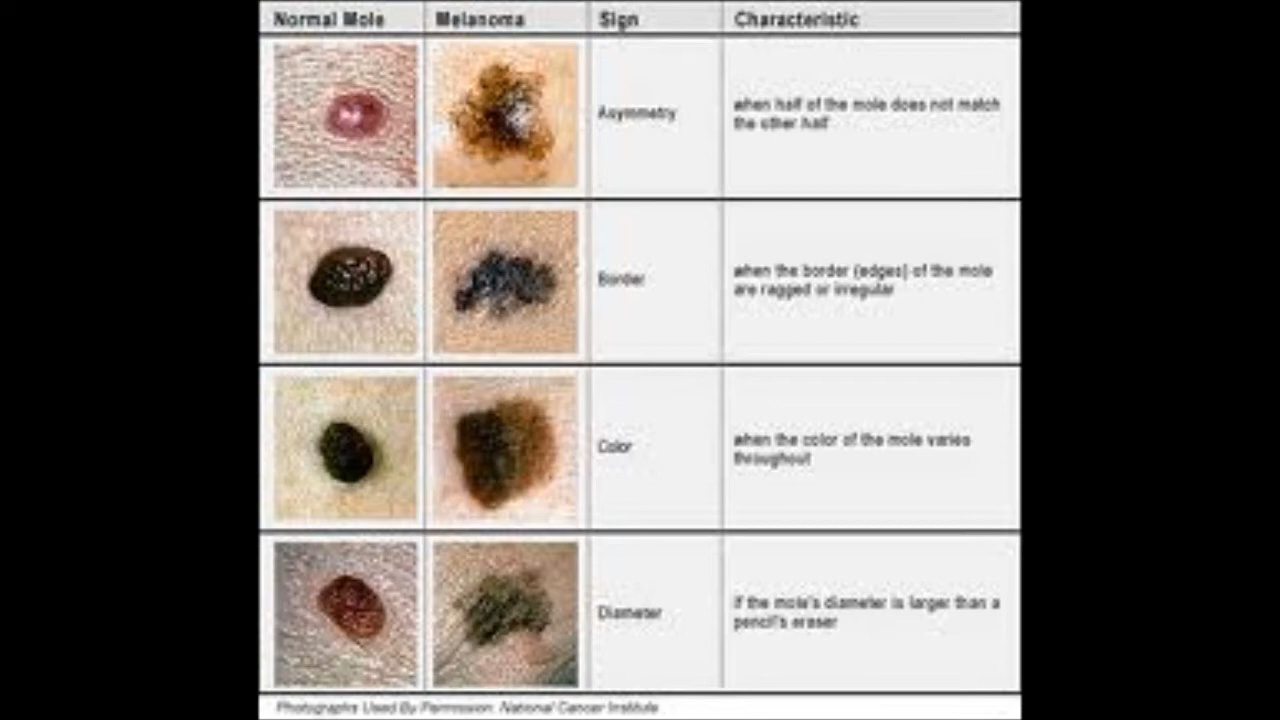 Normal Mole Melanoma Sign Characteristic
Asymmetry
when half of the mole does not match
the other half
Border
when the border (edges) of the mole
are ragged or irregular
Color
when the color of the mole varies
throughout
Diameter
if the mole's diameter is larger than a
pencil's eraser
Photographs Used By Permission: National Cancer Institute